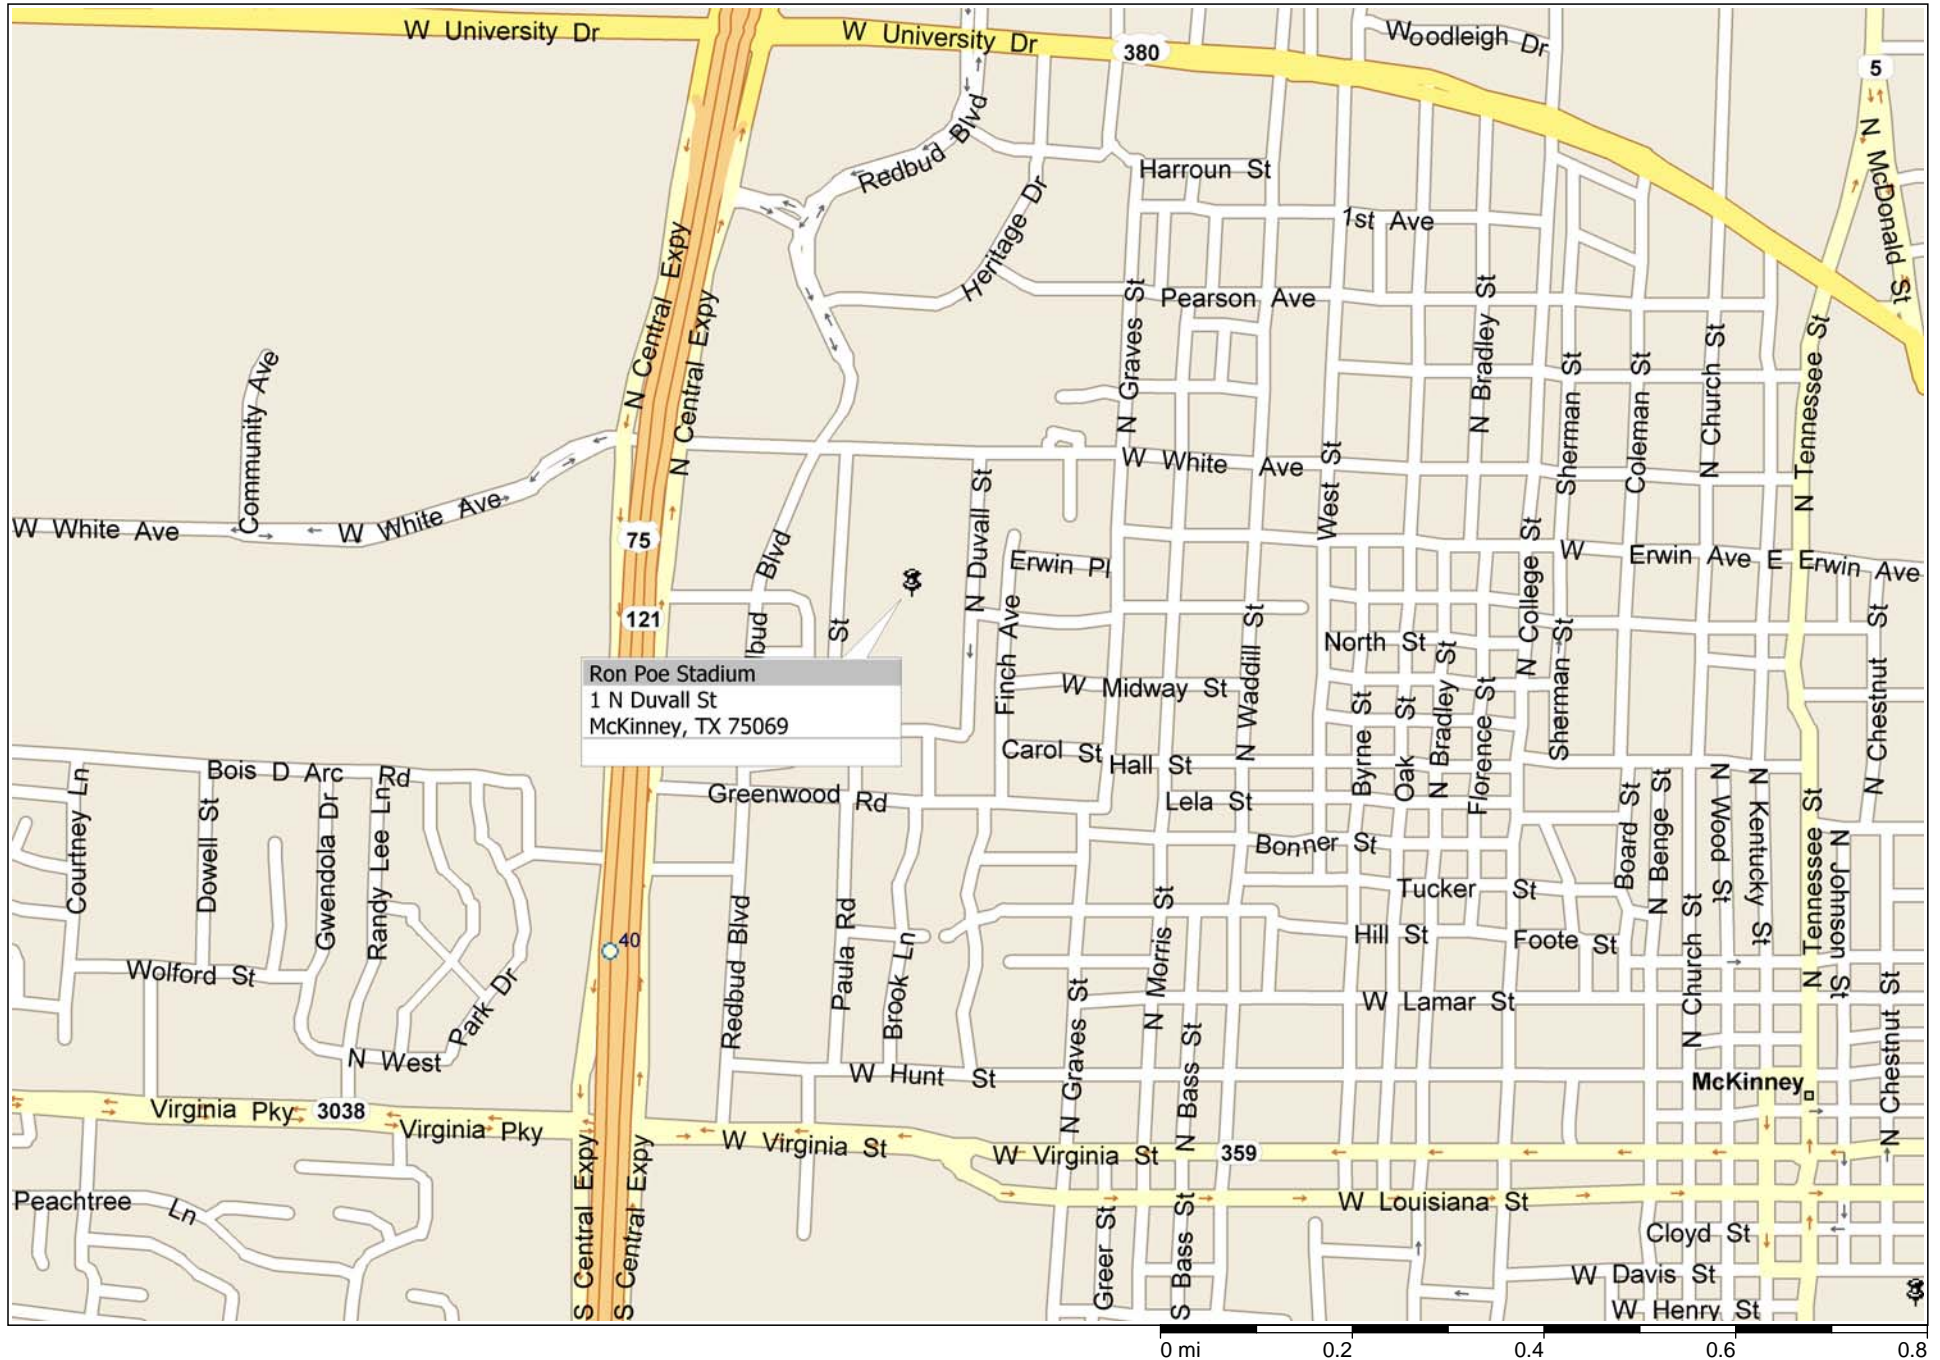 W University Dr
W University Dr
380
Woodleigh Dr
5
N McDonald St
Redbud Blvd
Harroun St
1st Ave
Heritage Dr
N Central Expy
N Central Expy
Pearson Ave
N Graves St
N Bradley St
Sherman St
Coleman St
N Church St
N Tennessee St
Community Ave
W White Ave
W White Ave
W White Ave
West St
75
121
Blvd
lbud
St
N Duvall St
Erwin Pl
Finch Ave
N College St
W Erwin Ave
E Erwin Ave
North St
N Waddill St
W Midway St
Sherman St
N Chestnut St
Ron Poe Stadium
1 N Duvall St
McKinney, TX 75069
Carol St
Hall St
Lela St
Byrne St
Oak St
N Bradley St
Florence St
Bois D Arc Rd
Greenwood Rd
Courtney Ln
Dowell St
Gwendola Dr
Randy Lee Ln
Bonner St
Tucker St
Board St
N Benge St
N Wood St
N Kentucky St
N Tennessee St
N Johnson St
40
Redbud Blvd
Paula Rd
Brook Ln
N Morris St
Hill St
Foote St
Wolford St
Park Dr
N West
W Lamar St
N Church St
N Graves St
N Bass St
W Hunt St
McKinney
N Chestnut St
Virginia Pky
3038
Virginia Pky
W Virginia St
W Virginia St
359
S Central Expy
S Central Expy
Peachtree Ln
W Louisiana St
Greer St
S Bass St
Cloyd St
W Davis St
W Henry St
0 mi 0.2 0.4 0.6 0.8